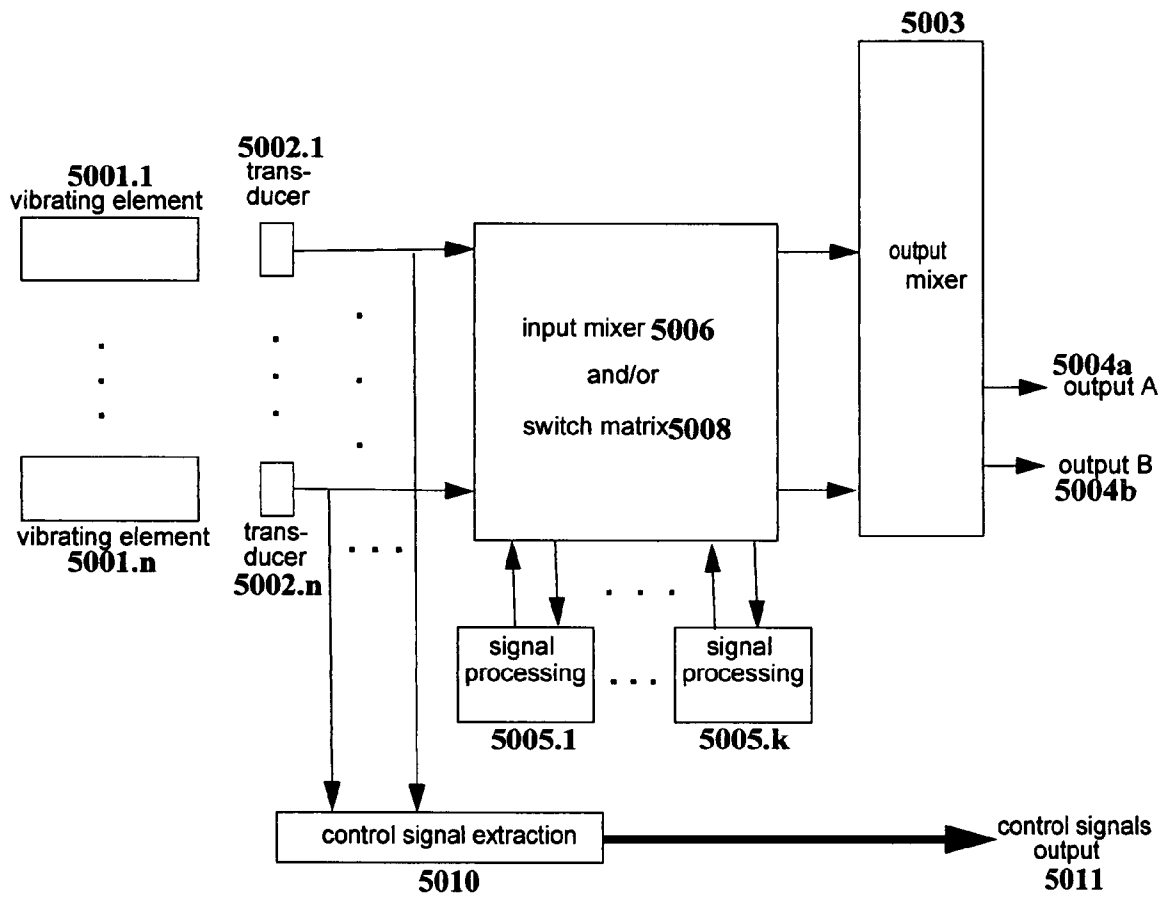 5003
5002.1
trans-
ducer
5001.1
vibrating element
output
mixer
input mixer 5006
and/or
switch matrix5008
5004a
output A
output B
5004b
vibrating element
5001.n
trans-
ducer
5002.n
signal
processing
5005.1
signal
processing
5005.k
control signal extraction
5010
control signals
output
5011